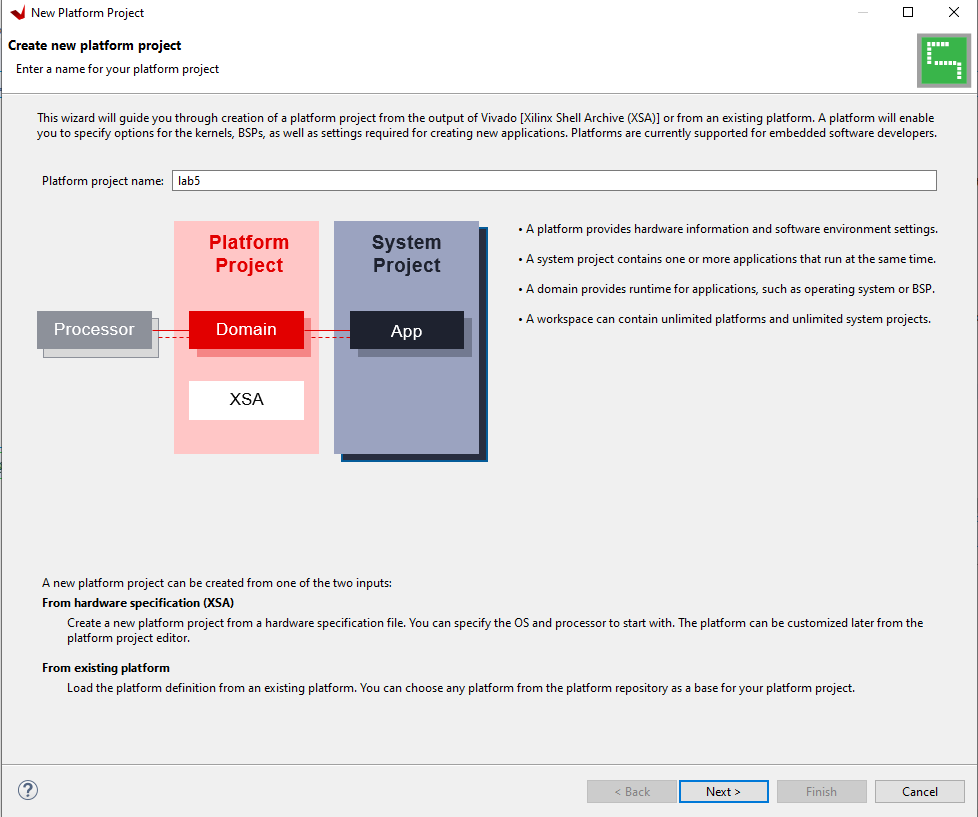 New Platform Project
Create new platform project
Enter a name for your platform project
This wizard will guide you through creation of a platform project from the output of Vivado [Xilinx Shell Archive (XSA)] or from an existing platform. A platform will enable
you to specify options for the kernels, BSPs, as well as settings required for creating new applications. Platforms are currently supported for embedded software developers.
Platform project name: lab5
Platform
Project
System
Project
Processor
Domain
App
XSA
• A platform provides hardware information and software environment settings.
• A system project contains one or more applications that run at the same time.
• A domain provides runtime for applications, such as operating system or BSP.
• A workspace can contain unlimited platforms and unlimited system projects.
A new platform project can be created from one of the two inputs:
From hardware specification (XSA)
Create a new platform project from a hardware specification file. You can specify the OS and processor to start with. The platform can be customized later from the
platform project editor.
From existing platform
Load the platform definition from an existing platform. You can choose any platform from the platform repository as a base for your platform project.
?
< Back
Next >
Finish
Cancel